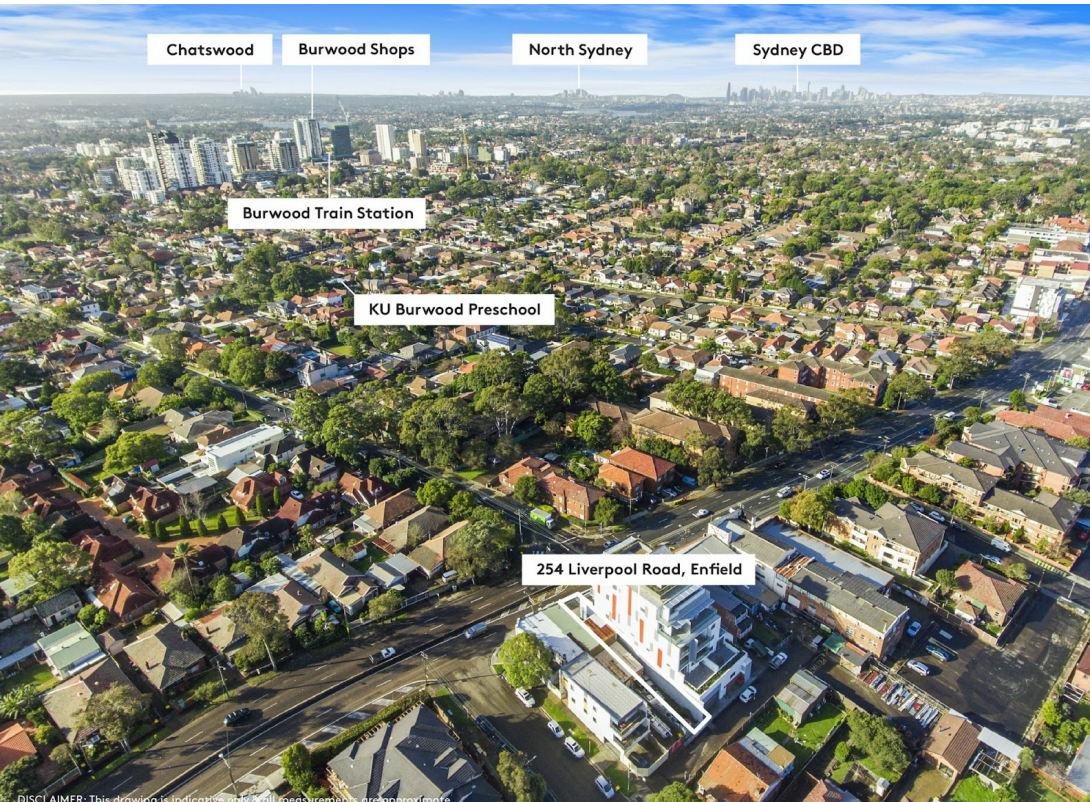 Chatswood
Burwood Shops
North Sydney
Sydney CBD
Burwood Train Station
KU Burwood Preschool
254 Liverpool Road, Enfield
DISCLAIMER: This drawing is indicative only & all measurements are approximate